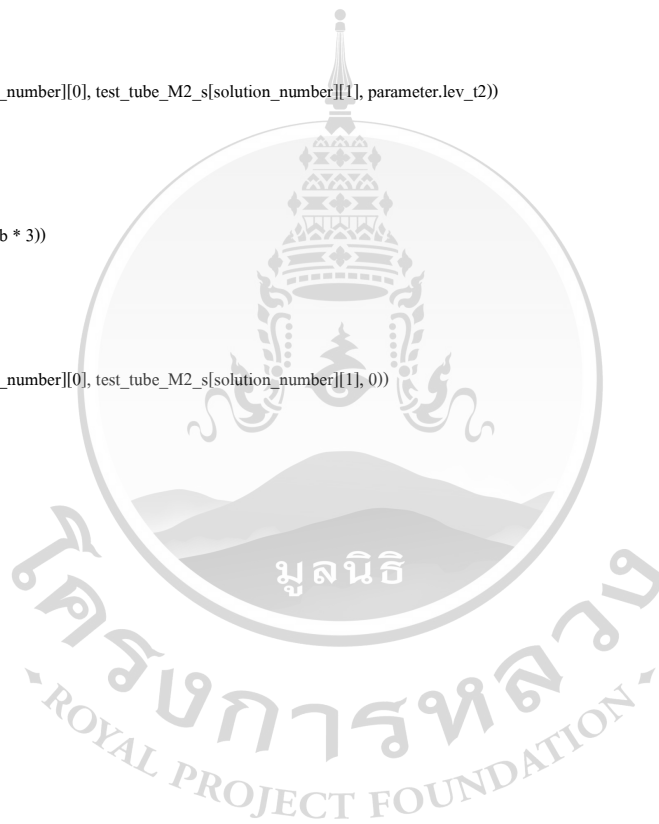 _number][0], test_tube_M2_s[solution_number][1], parameter.lev_t2))
b * 3))
_number][0], test_tube_M2_s[solution_number][1], 0))
มูลนิธิ
โครงการหลวง
ROYAL PROJECT FOUNDATION